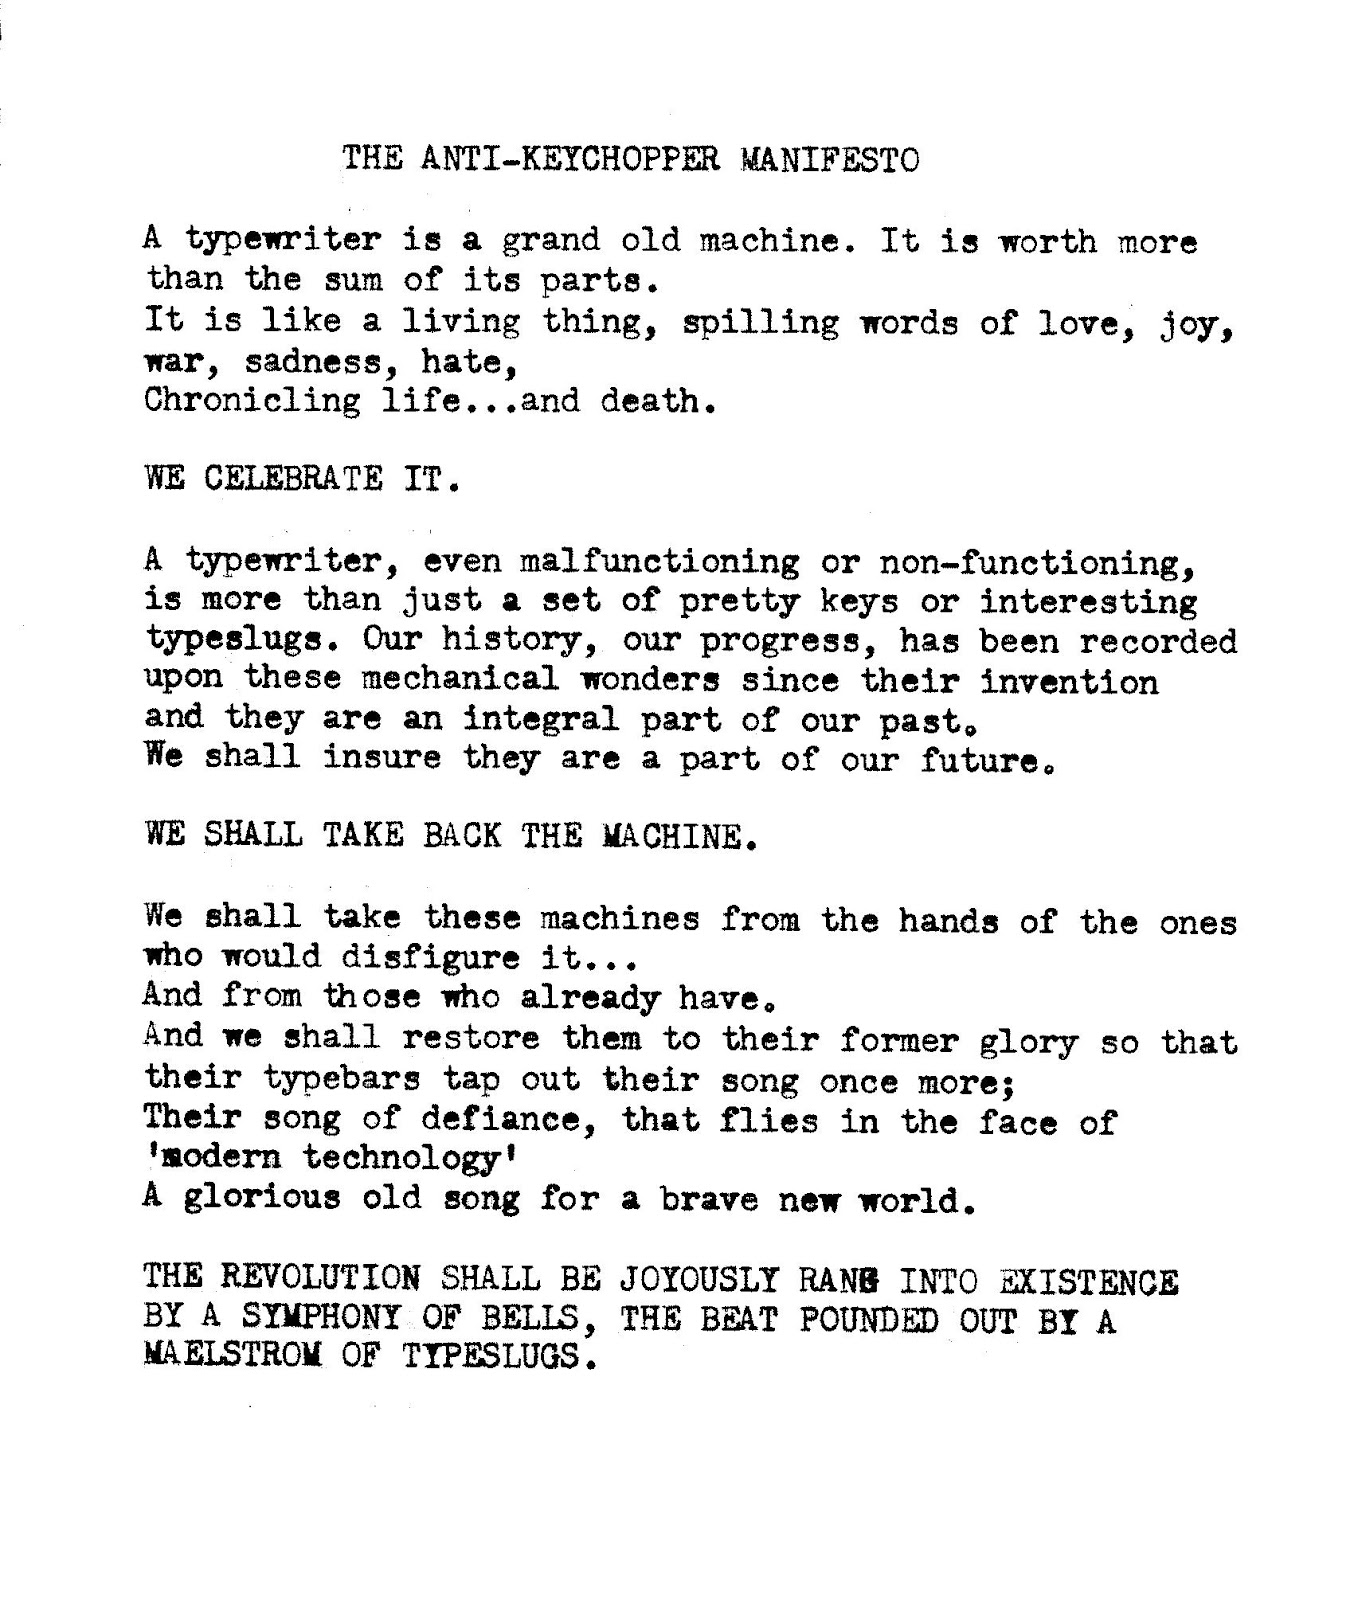 THE ANTI-KEYCHOPPER MANIFESTO
A typewriter is a grand old machine. It is worth more
than the sum of its parts.
It is like a living thing, spilling words of love, joy,
war, sadness, hate,
Chronicling life...and death.
WE CELEBRATE IT.
A typewriter, even malfunctioning or non-functioning,
is more than just a set of pretty keys or interesting
typeslugs. Our history, our progress, has been recorded
upon these mechanical wonders since their invention
and they are an integral part of our past.
We shall insure they are a part of our future.
WE SHALL TAKE BACK THE MACHINE.
We shall take these machines from the hands of the ones
who would disfigure it...
And from those who already have.
And we shall restore them to their former glory so that
their typebars tap out their song once more;
Their song of defiance, that flies in the face of
'modern technology'
A glorious old song for a brave new world.
THE REVOLUTION SHALL BE JOYOUSLY RANG INTO EXISTENCE
BY A SYMPHONY OF BELLS, THE BEAT POUNDED OUT BY A
MAELSTROM OF TYPESLUGS.